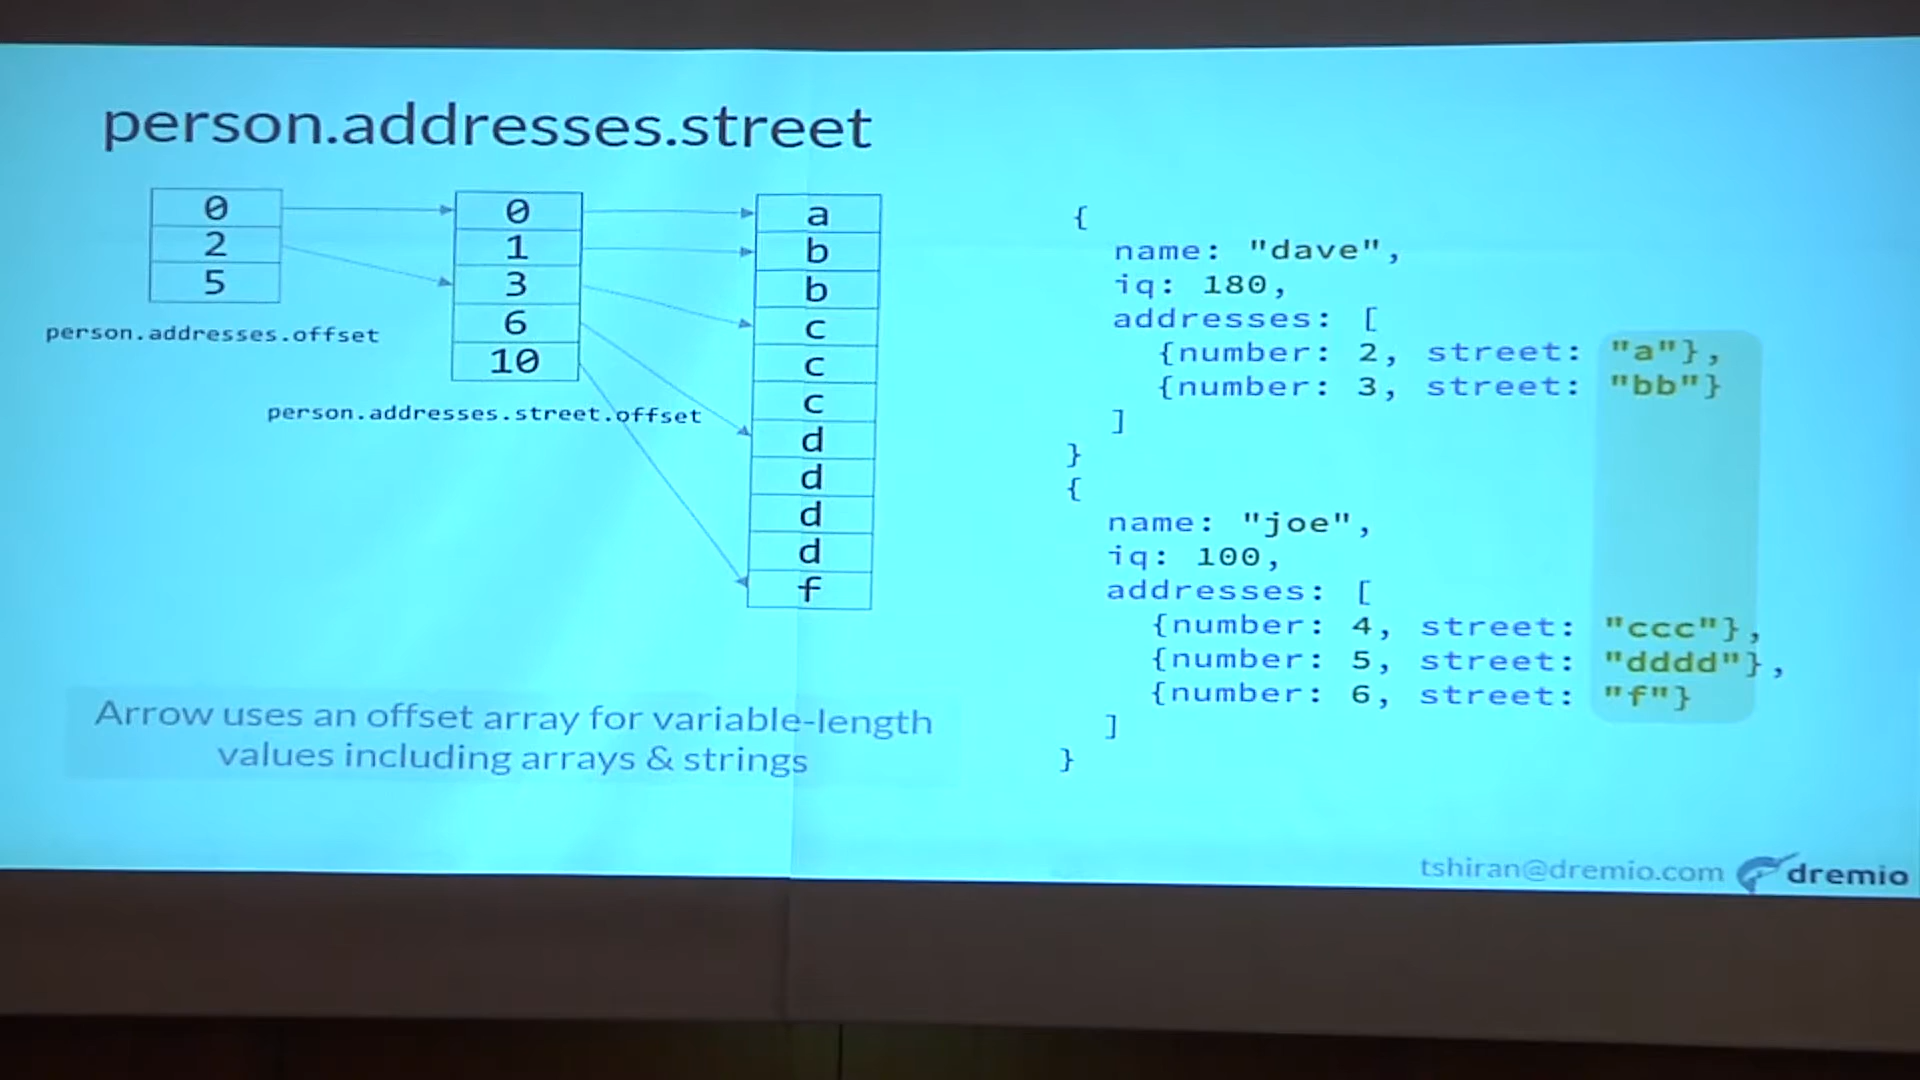 person.addresses.street
0
2
5
person.addresses.offset
0
1
3
6
10
person.addresses.street.offset
a
b
b
c
c
c
d
d
d
d
f
Arrow uses an offset array for variable-length
values including arrays & strings
{
name: "dave",
iq: 180,
addresses: [
{number: 2, street: "a"},
{number: 3, street: "bb"}
]
}
{
name: "joe",
iq: 100,
addresses: [
{number: 4, street: "ccc"},
{number: 5, street: "dddd"},
{number: 6, street: "f"}
]
}
tshiran@dremio.com dremio